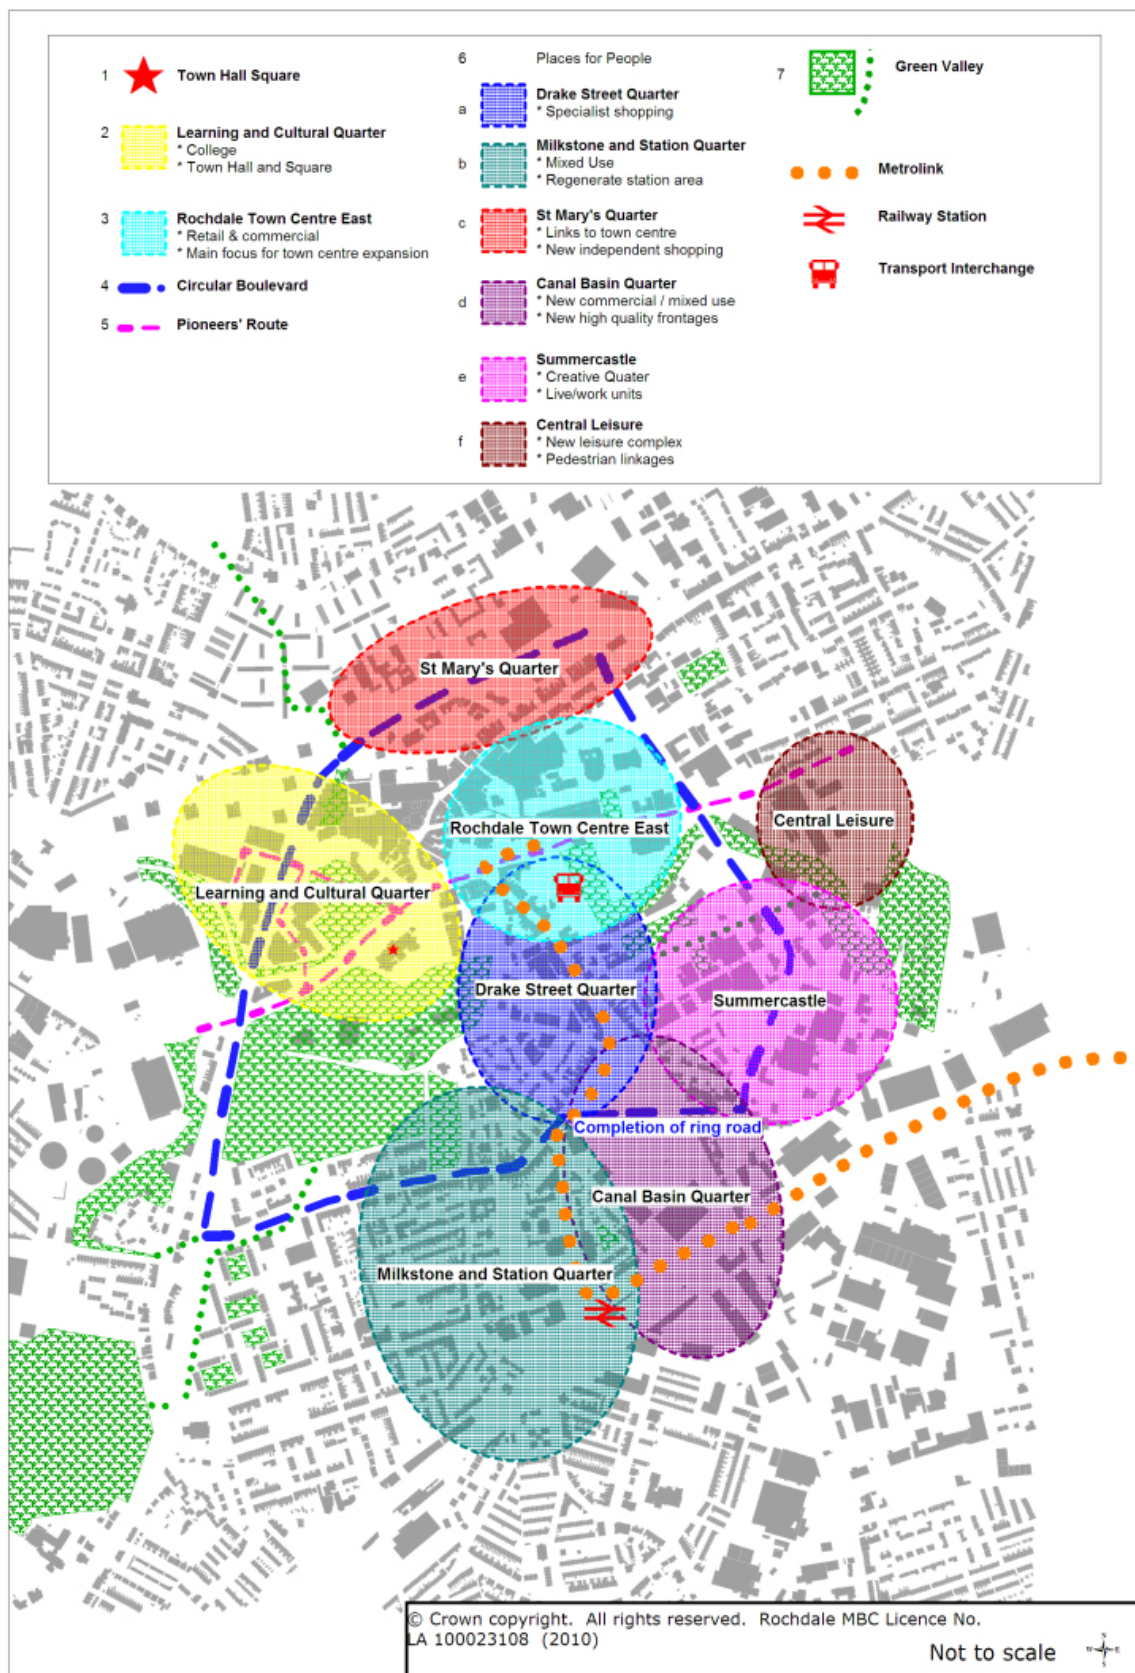 1 Town Hall Square
2 Learning and Cultural Quarter
* College
* Town Hall and Square
3 Rochdale Town Centre East
* Retail & commercial
* Main focus for town centre expansion
4 Circular Boulevard
5 Pioneers' Route
6 Places for People
a Drake Street Quarter
* Specialist shopping
b Milkstone and Station Quarter
* Mixed Use
* Regenerate station area
c St Mary's Quarter
* Links to town centre
* New independent shopping
d Canal Basin Quarter
* New commercial / mixed use
* New high quality frontages
e Summercastle
* Creative Quater
* Live/work units
f Central Leisure
* New leisure complex
* Pedestrian linkages
7 Green Valley
Metrolink
Railway Station
Transport Interchange
St Mary's Quarter
Central Leisure
Rochdale Town Centre East
Learning and Cultural Quarter
Drake Street Quarter
Summercastle
Completion of ring road
Canal Basin Quarter
Milkstone and Station Quarter
© Crown copyright. All rights reserved. Rochdale MBC Licence No.
LA 100023108 (2010)
Not to scale
N
W E
S